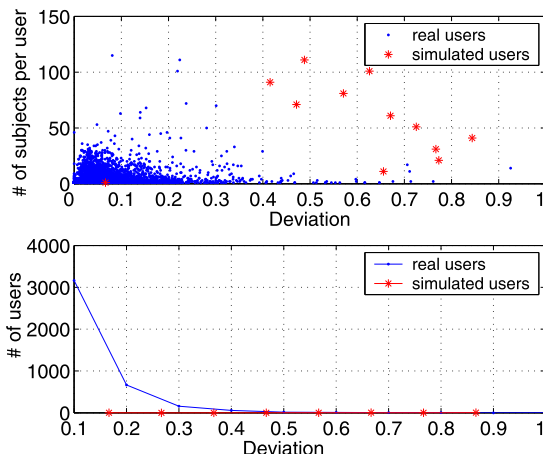 150
100
50
0
# of subjects per user
real users
simulated users
0 0.1 0.2 0.3 0.4 0.5 0.6 0.7 0.8 0.9 1
Deviation
4000
3000
2000
1000
0
# of users
real users
simulated users
0.1 0.2 0.3 0.4 0.5 0.6 0.7 0.8 0.9 1
Deviation